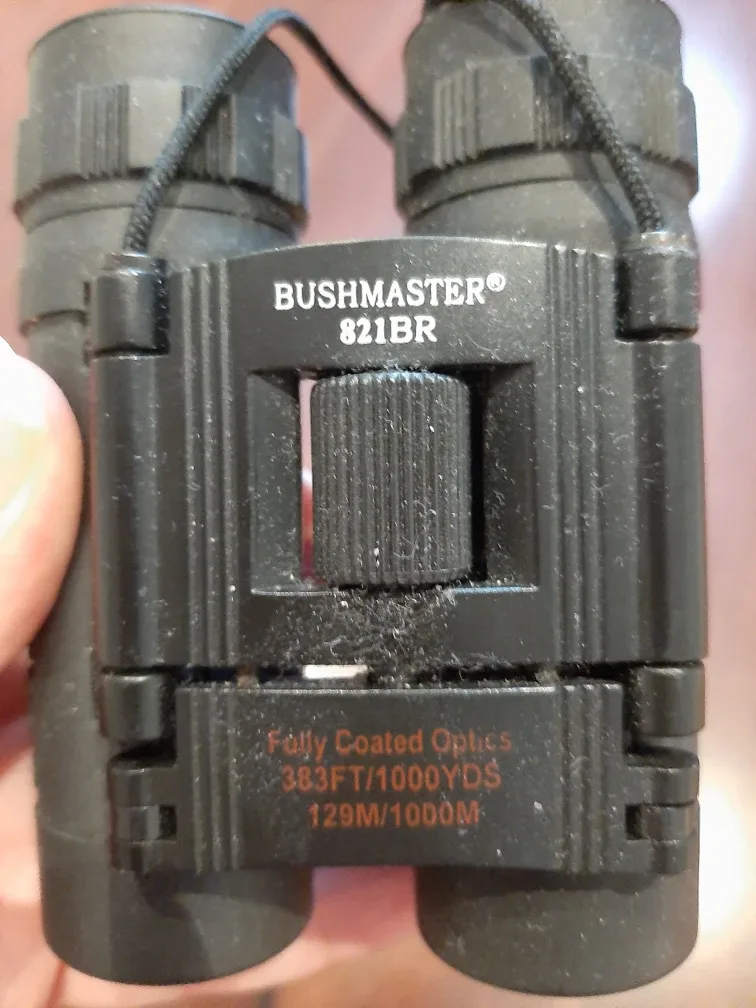 BUSHMASTER®
821BR
Fully Coated Optics
383FT/1000YDS
129M/1000M